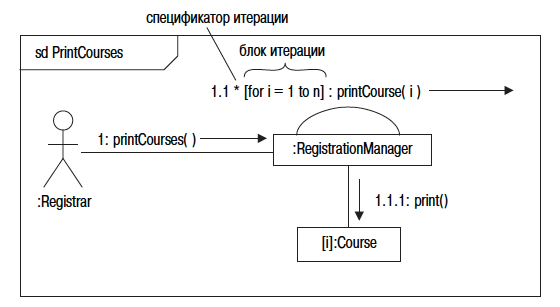 спецификатор итерации
sd PrintCourses
блок итерации
1.1 * [for i = 1 to n] : printCourse( i )
1: printCourses( )
:RegistrationManager
:Registrar
1.1.1: print()
[i]:Course